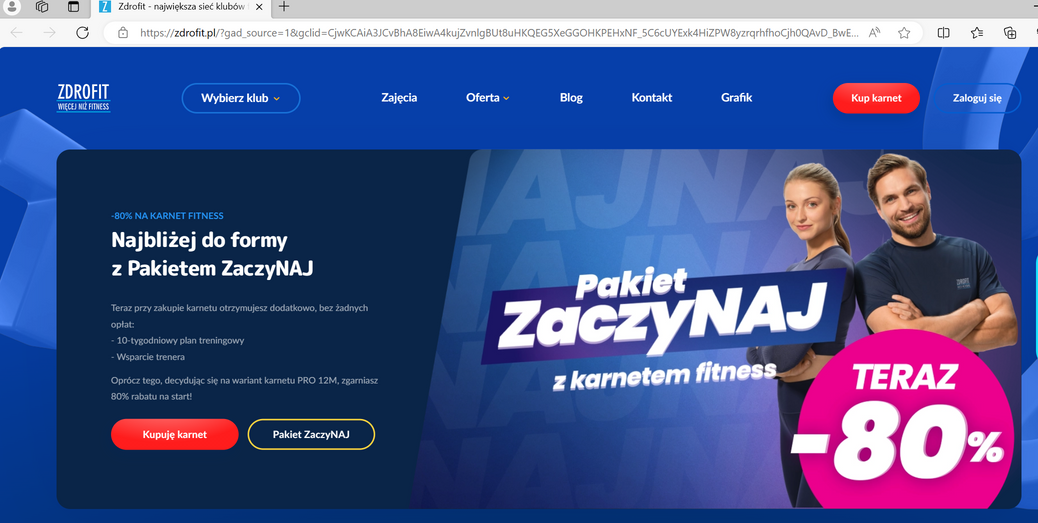 Zdrofit - największa sieć klubów
https://zdrofit.pl/?gad_source=1&gclid=CjwKCAiA3JCvBhA8EiwA4kujZvnlgBUt8uHKQEG5XeGGOHKPEHxNF_5C6cUYExk4HiZPW8yzrqrhfhoCjh0QAvD_BwE...
ZDROFIT
WIĘCEJ NIŻ FITNESS
Wybierz klub
Zajęcia
Oferta
Blog
Kontakt
Grafik
Kup karnet
Zaloguj się
-80% NA KARNET FITNESS
Najbliżej do formy
z Pakietem ZaczyNAJ
Teraz przy zakupie karnetu otrzymujesz dodatkowo, bez żadnych
opłat:
- 10-tygodniowy plan treningowy
- Wsparcie trenera
Oprócz tego, decydując się na wariant karnetu PRO 12M, zgarniasz
80% rabatu na start!
Kupuję karnet
Pakiet ZaczyNAJ
Pakiet
ZaczyNAJ
z karnetem fitness
TERAZ
-80%